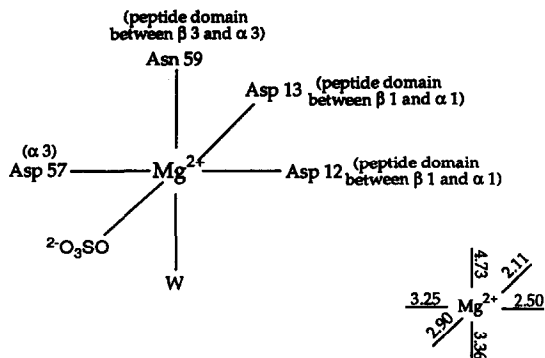 (peptide domain
between β 3 and α 3)
Asn 59
Asp 13 (peptide domain
between β 1 and α 1)
(α 3)
Asp 57 Mg²⁺ Asp 12 (peptide domain
between β 1 and α 1)
²⁻O₃SO
W
4.73
2.11
3.25 Mg²⁺ 2.50
2.90
3.36